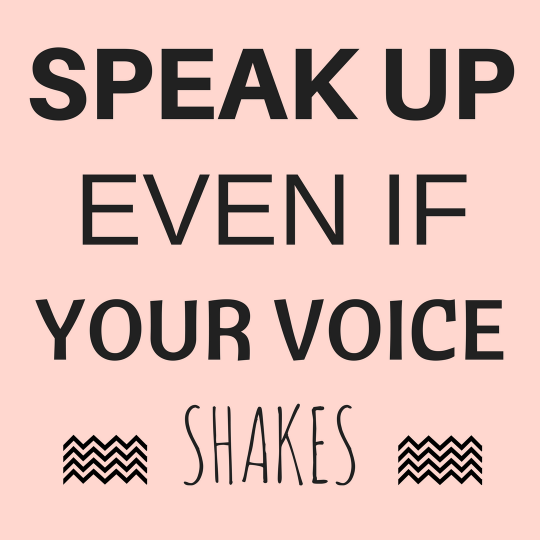 SPEAK UP
EVEN IF
YOUR VOICE
SHAKES